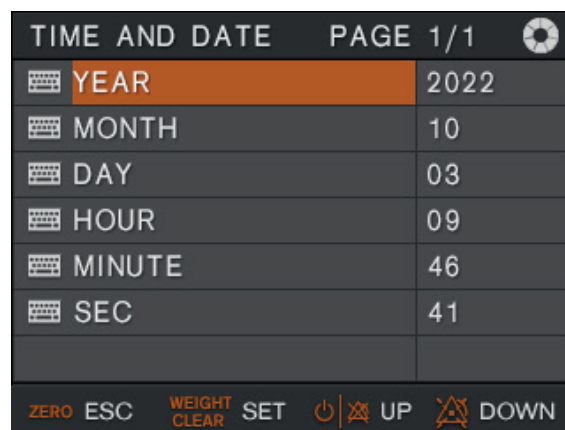 TIME AND DATE PAGE 1/1
YEAR 2022
MONTH 10
DAY 03
HOUR 09
MINUTE 46
SEC 41
ZERO ESC WEIGHT CLEAR SET UP DOWN